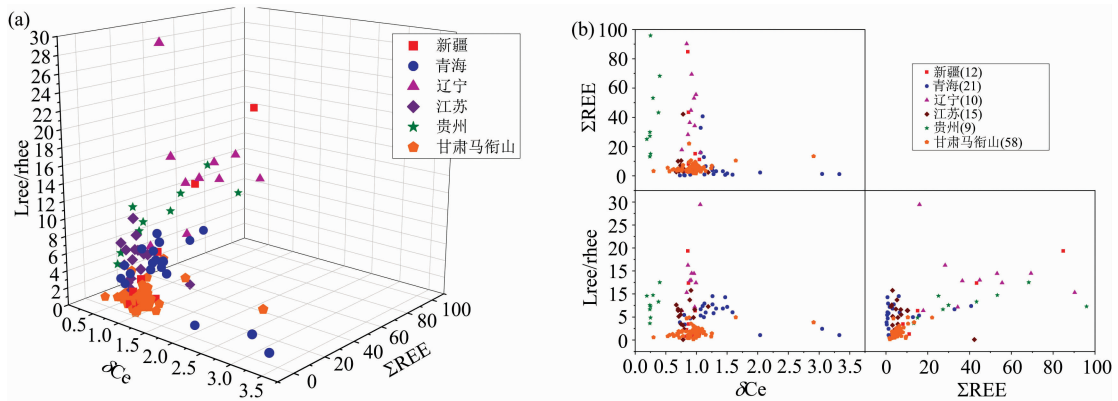 (a)
30
28
26
24
22
20
18
16
14
12
10
8
6
4
2
0
Lree/rhee
0.5
1.0
1.5
2.0
2.5
3.0
3.5
δCe
0
20
40
60
80
100
ΣREE
新疆
青海
辽宁
江苏
贵州
甘肃马衔山
(b)
100
80
60
40
20
0
ΣREE
新疆(12)
青海(21)
辽宁(10)
江苏(15)
贵州(9)
甘肃马衔山(58)
30
20
15
10
5
0
Lree/rhee
0.0 0.5 1.0 1.5 2.0 2.5 3.0 3.5
δCe
0 20 40 60 80 100
ΣREE